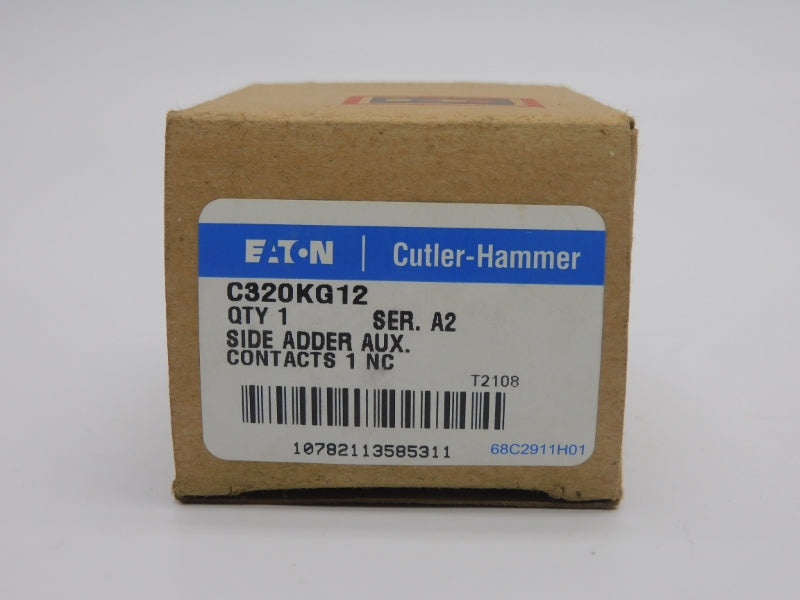 EATON | Cutler-Hammer
C320KG12
QTY 1 SER. A2
SIDE ADDER AUX.
CONTACTS 1 NC
T2108
10782113585311 68C2911H01